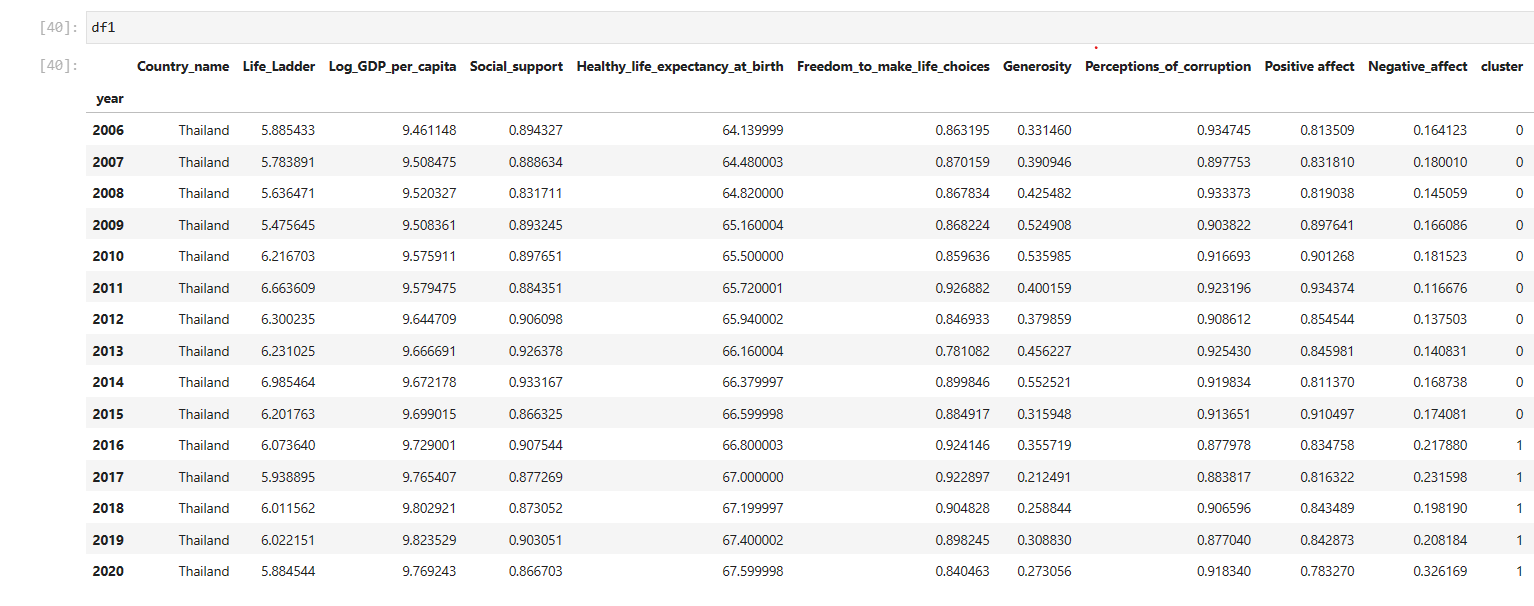 [40]: df1
[40]: Country_name Life_Ladder Log_GDP_per_capita Social_support Healthy_life_expectancy_at_birth Freedom_to_make_life_choices Generosity Perceptions_of_corruption Positive affect Negative_affect cluster
year
2006 Thailand 5.885433 9.461148 0.894327 64.139999 0.863195 0.331460 0.934745 0.813509 0.164123 0
2007 Thailand 5.783891 9.508475 0.888634 64.480003 0.870159 0.390946 0.897753 0.831810 0.180010 0
2008 Thailand 5.636471 9.520327 0.831711 64.820000 0.867834 0.425482 0.933373 0.819038 0.145059 0
2009 Thailand 5.475645 9.508361 0.893245 65.160004 0.868224 0.524908 0.903822 0.897641 0.166086 0
2010 Thailand 6.216703 9.575911 0.897651 65.500000 0.859636 0.535985 0.916693 0.901268 0.181523 0
2011 Thailand 6.663609 9.579475 0.884351 65.720001 0.926882 0.400159 0.923196 0.934374 0.116676 0
2012 Thailand 6.300235 9.644709 0.906098 65.940002 0.846933 0.379859 0.908612 0.854544 0.137503 0
2013 Thailand 6.231025 9.666691 0.926378 66.160004 0.781082 0.456227 0.925430 0.845981 0.140831 0
2014 Thailand 6.985464 9.672178 0.933167 66.379997 0.899846 0.552521 0.919834 0.811370 0.168738 0
2015 Thailand 6.201763 9.699015 0.866325 66.599998 0.884917 0.315948 0.913651 0.910497 0.174081 0
2016 Thailand 6.073640 9.729001 0.907544 66.800003 0.924146 0.355719 0.877978 0.834758 0.217880 1
2017 Thailand 5.938895 9.765407 0.877269 67.000000 0.922897 0.212491 0.883817 0.816322 0.231598 1
2018 Thailand 6.011562 9.802921 0.873052 67.199997 0.904828 0.258844 0.906596 0.843489 0.198190 1
2019 Thailand 6.022151 9.823529 0.903051 67.400002 0.898245 0.308830 0.877040 0.842873 0.208184 1
2020 Thailand 5.884544 9.769243 0.866703 67.599998 0.840463 0.273056 0.918340 0.783270 0.326169 1